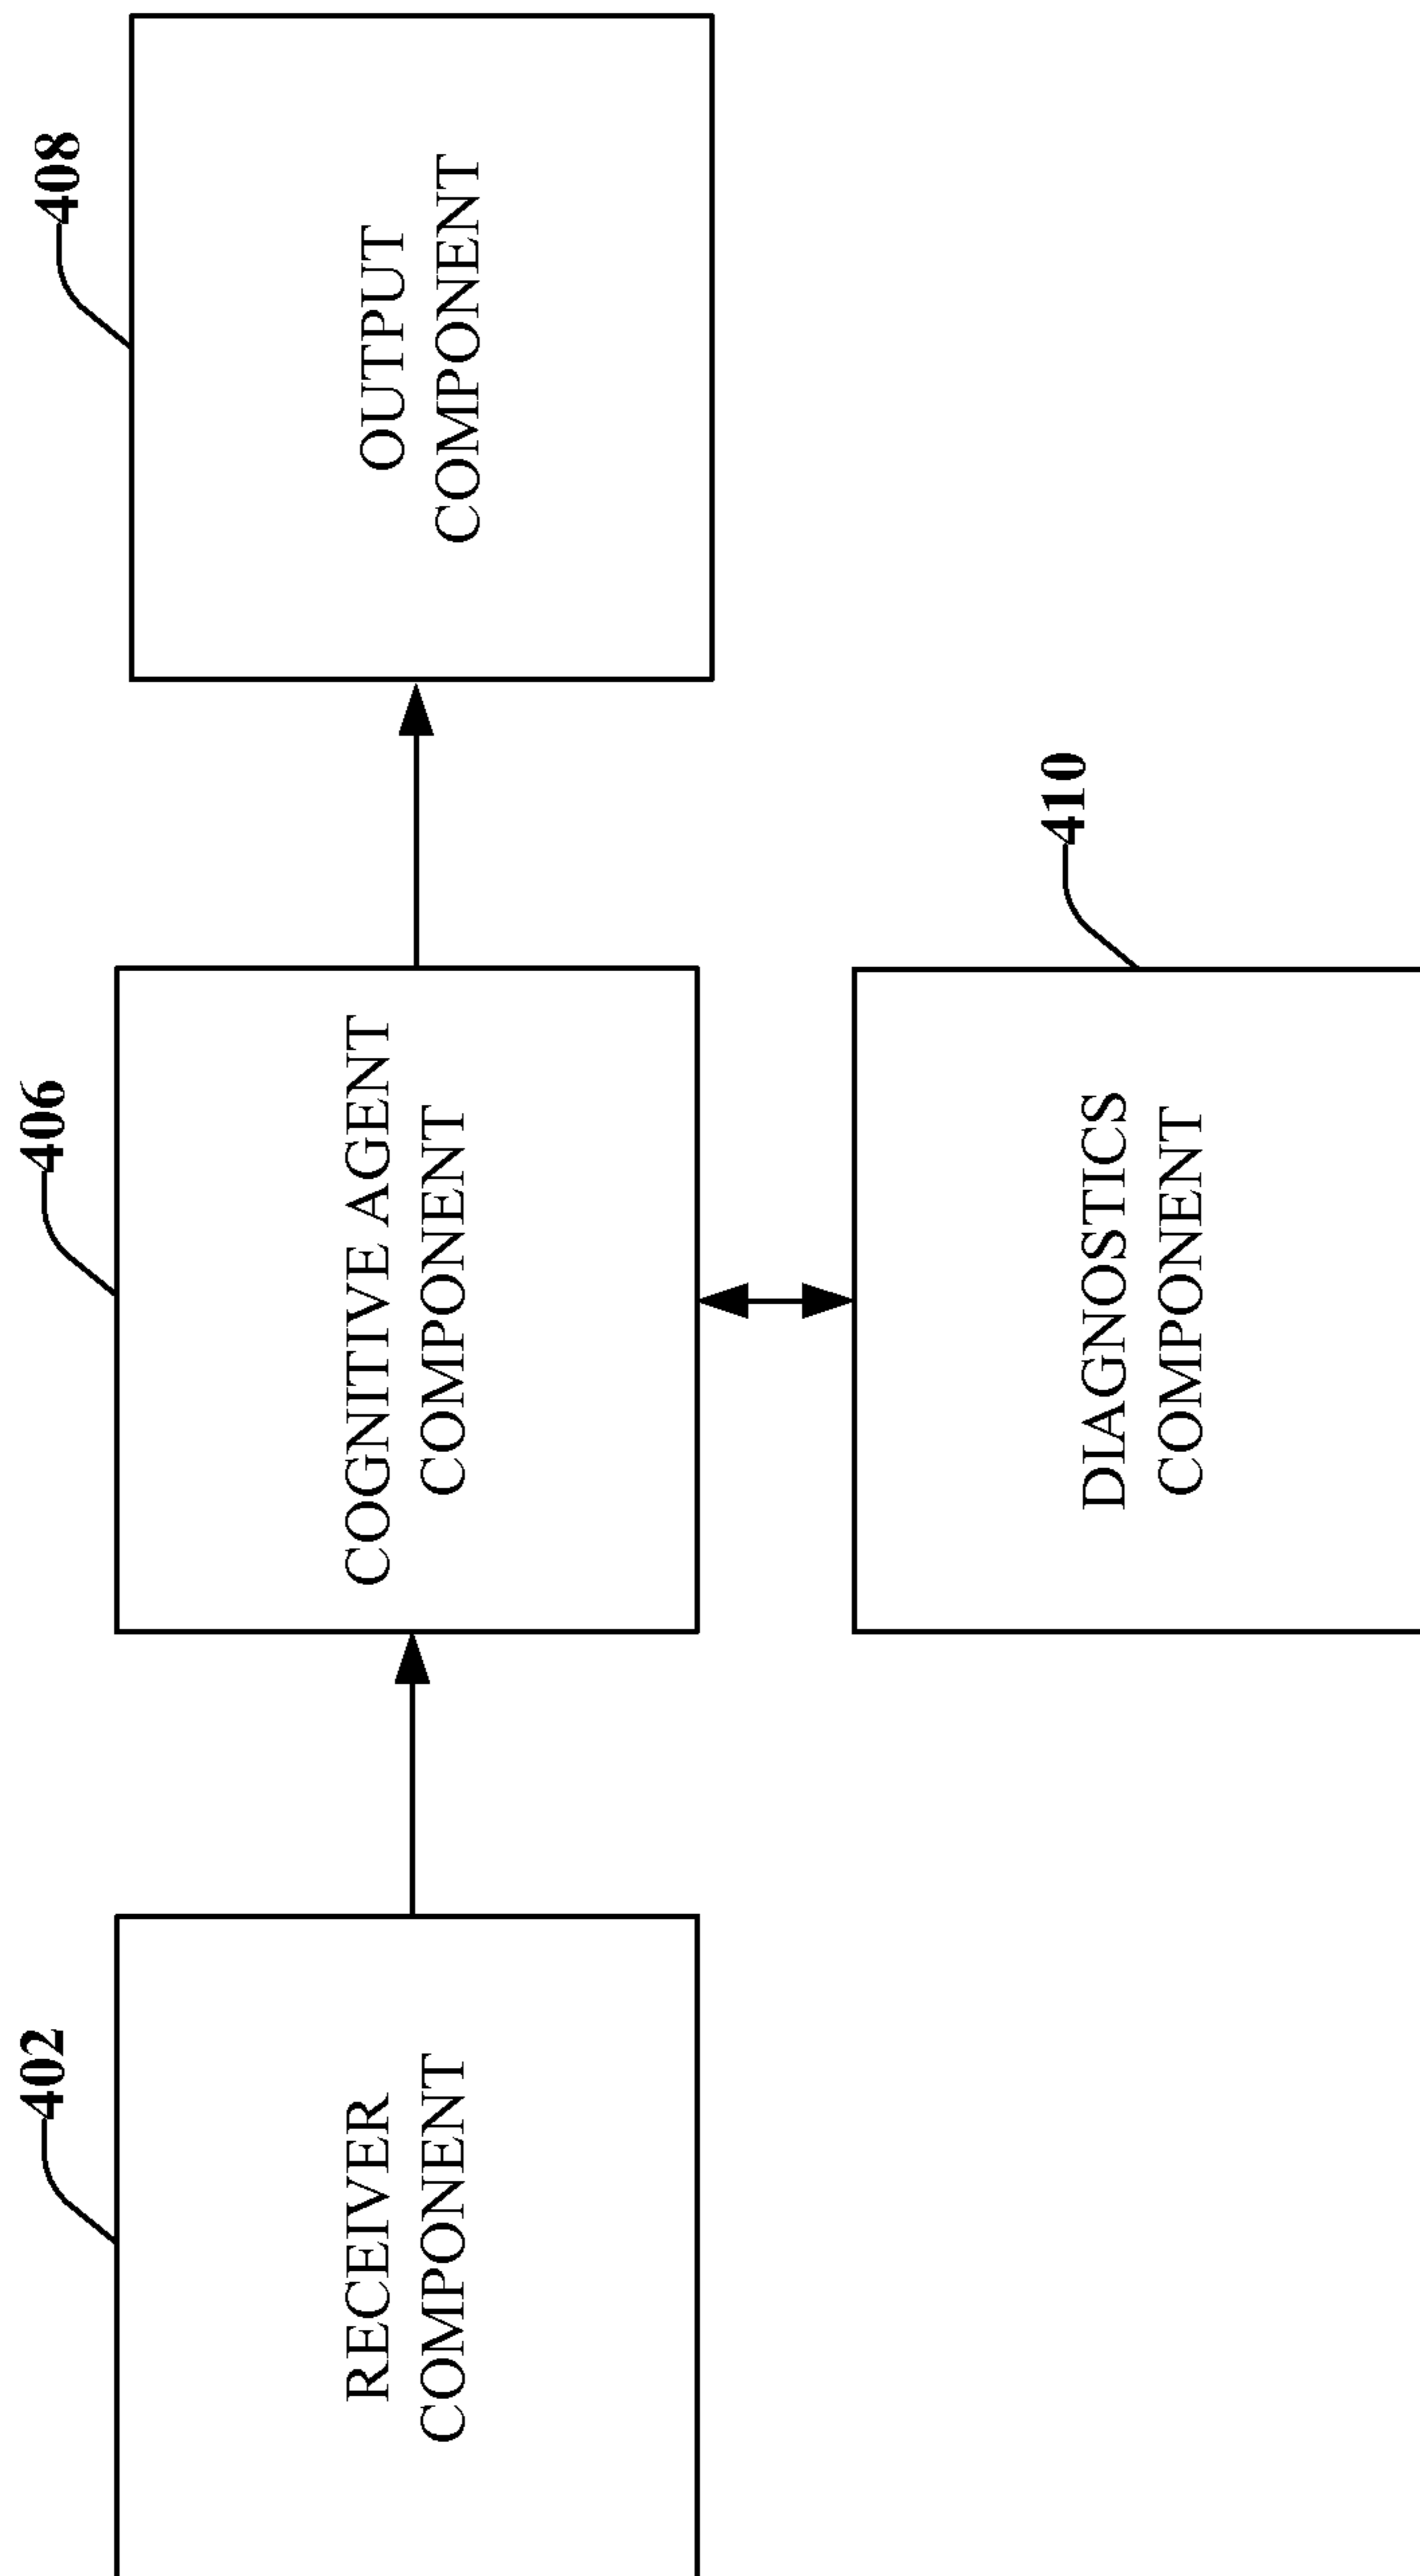 402
RECEIVER
COMPONENT
406
COGNITIVE AGENT
COMPONENT
408
OUTPUT
COMPONENT
410
DIAGNOSTICS
COMPONENT